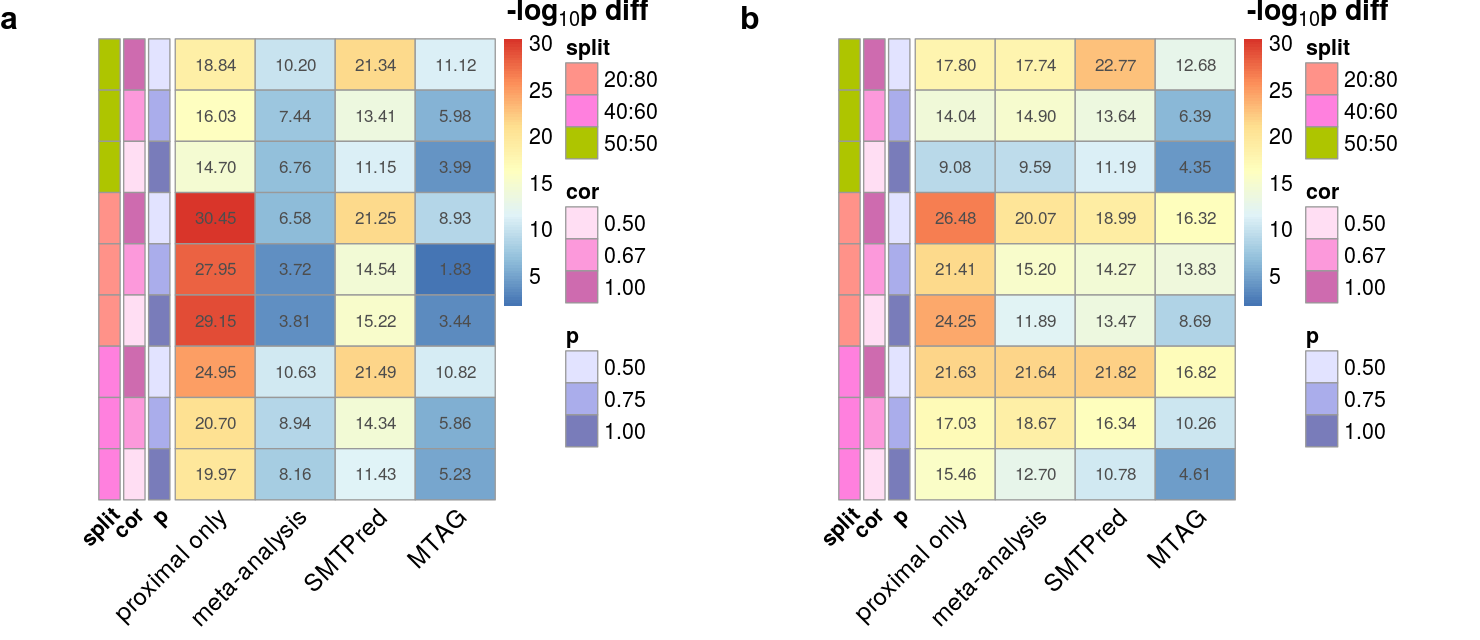 a
-log10p diff
18.84 10.20 21.34 11.12
16.03 7.44 13.41 5.98
14.70 6.76 11.15 3.99
30.45 6.58 21.25 8.93
27.95 3.72 14.54 1.83
29.15 3.81 15.22 3.44
24.95 10.63 21.49 10.82
20.70 8.94 14.34 5.86
19.97 8.16 11.43 5.23
split
cor
p
proximal only
meta-analysis
SMTPred
MTAG
30
25
20
15
10
5
split
20:80
40:60
50:50
cor
0.50
0.67
1.00
p
0.50
0.75
1.00
b
-log10p diff
17.80 17.74 22.77 12.68
14.04 14.90 13.64 6.39
9.08 9.59 11.19 4.35
26.48 20.07 18.99 16.32
21.41 15.20 14.27 13.83
24.25 11.89 13.47 8.69
21.63 21.64 21.82 16.82
17.03 18.67 16.34 10.26
15.46 12.70 10.78 4.61
split
cor
p
proximal only
meta-analysis
SMTPred
MTAG
30
25
20
15
10
5
split
20:80
40:60
50:50
cor
0.50
0.67
1.00
p
0.50
0.75
1.00